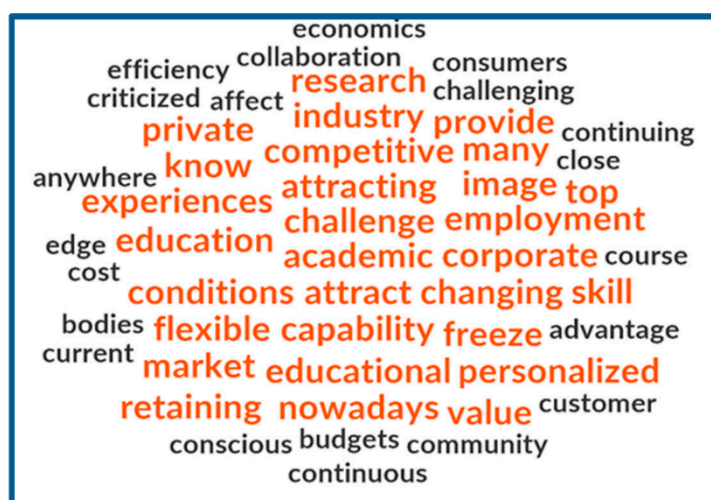 economics
efficiency collaboration consumers
criticized affect research challenging
private industry provide continuing
know competitive many close
anywhere experiences attracting image top
challenge employment
edge education academic corporate course
cost
conditions attract changing skill
bodies flexible capability freeze advantage
current market educational personalized
retaining nowadays value customer
conscious budgets community
continuous